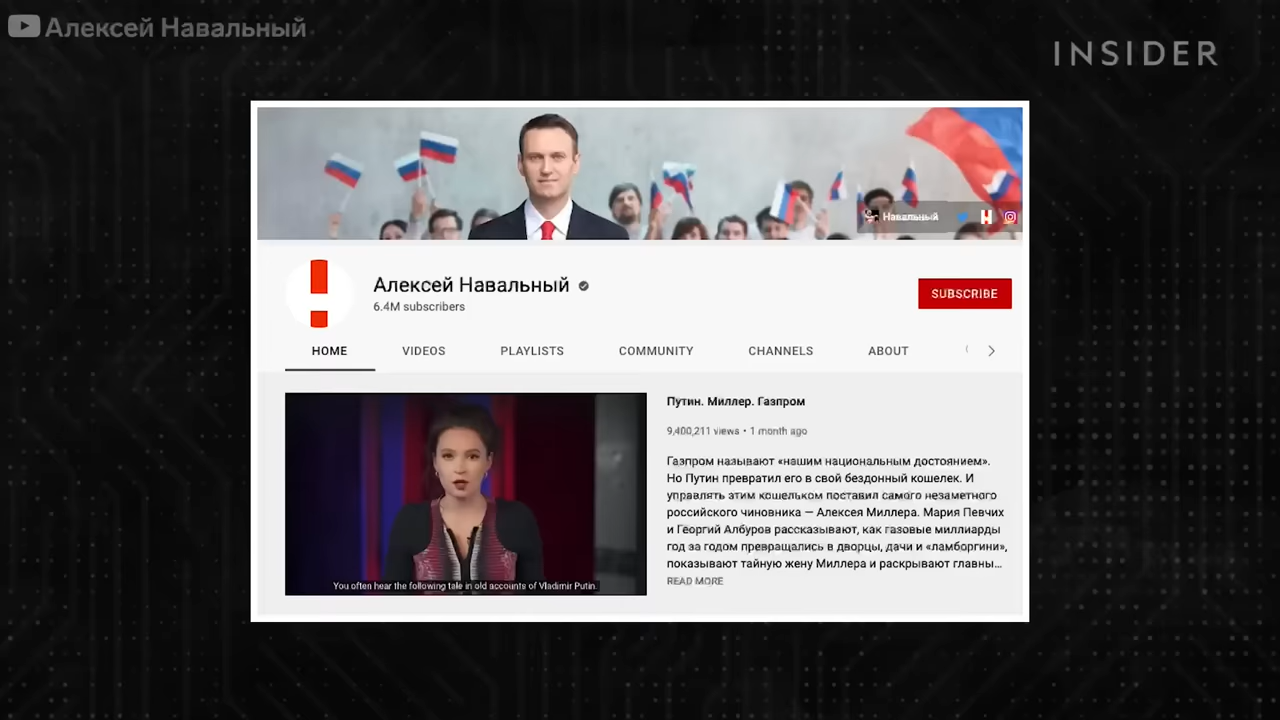 Алексей Навальный
INSIDER
Навальный
Алексей Навальный
6.4M subscribers
SUBSCRIBE
HOME VIDEOS PLAYLISTS COMMUNITY CHANNELS ABOUT
Путин. Миллер. Газпром
9,400,211 views • 1 month ago
Газпром называют «нашим национальным достоянием».
Но Путин превратил его в свой бездонный кошелек. И
управлять этим кошельком поставил самого незаметного
российского чиновника — Алексея Миллера. Мария Певчих
и Георгий Албуров рассказывают, как газовые миллиарды
год за годом превращались в дворцы, дачи и «ламборгини»,
показывают тайную жену Миллера и раскрывают главны...
READ MORE
You often hear the following tale in old accounts of Vladimir Putin.